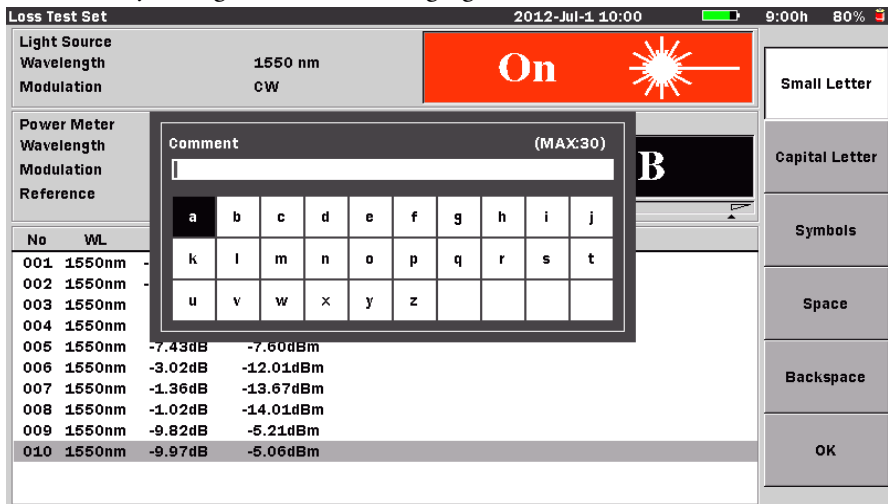 Loss Test Set 2012-Jul-1 10:00 9:00h 80%
Light Source
Wavelength 1550 nm
Modulation CW
On
Power Meter
Wavelength
Modulation
Reference
B
Comment (MAX:30)
a b c d e f g h i j
k l m n o p q r s t
u v w x y z
No WL
001 1550nm -
002 1550nm -
003 1550nm
004 1550nm
005 1550nm -7.43dB -7.60dBm
006 1550nm -3.02dB -12.01dBm
007 1550nm -1.36dB -13.67dBm
008 1550nm -1.02dB -14.01dBm
009 1550nm -9.82dB -5.21dBm
010 1550nm -9.97dB -5.06dBm
Small Letter
Capital Letter
Symbols
Space
Backspace
OK